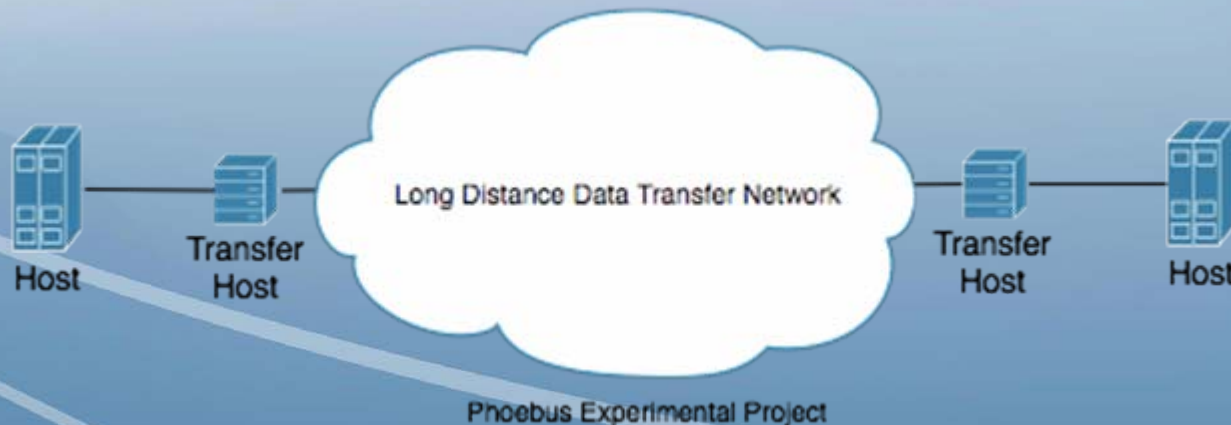 Long Distance Data Transfer Network
Host
Transfer
Host
Transfer
Host
Host
Phoebus Experimental Project